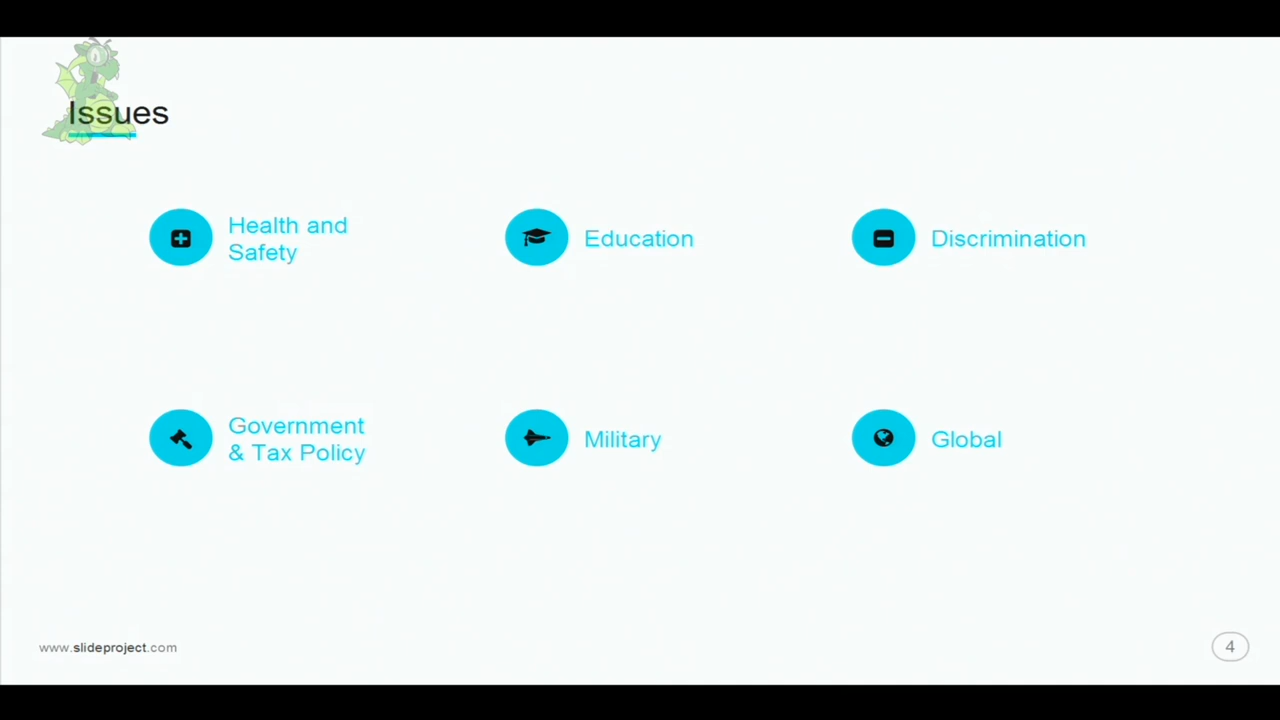 Issues
Health and
Safety
Education
Discrimination
Government
& Tax Policy
Military
Global
www.slideproject.com
4